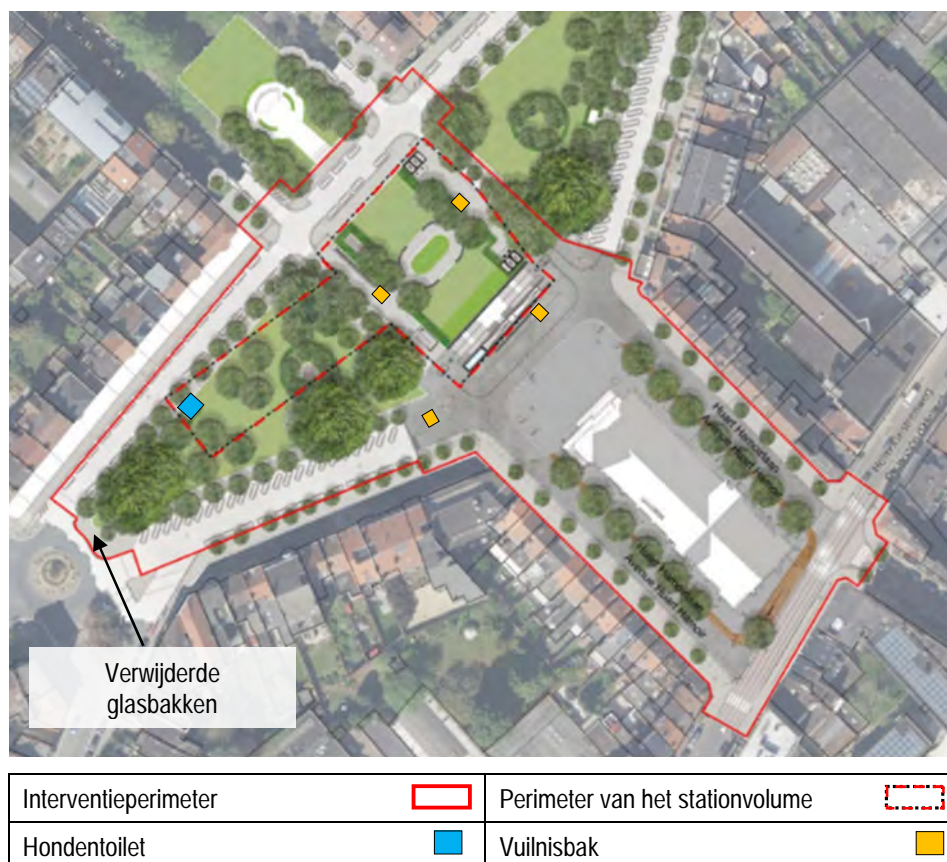 Verwijderde
glasbakken
Interventieperimeter
Perimeter van het stationvolume
Hondentoilet
Vuilnisbak